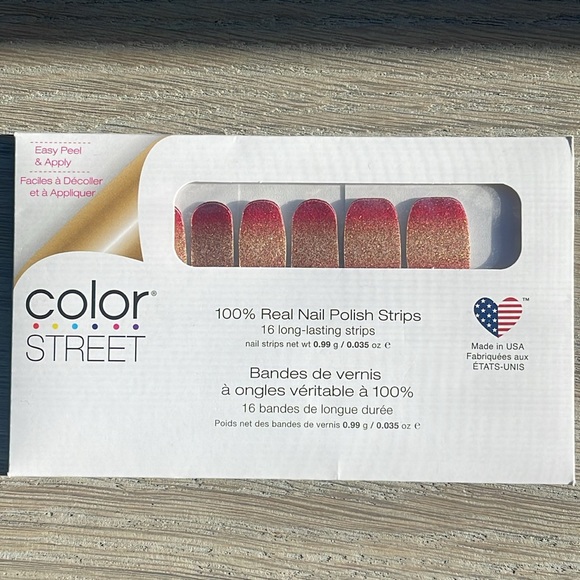 Easy Peel
& Apply
Faciles à Décoller
et à Appliquer
color®
STREET
100% Real Nail Polish Strips
16 long-lasting strips
nail strips net wt 0.99 g / 0.035 oz ℮
Bandes de vernis
à ongles véritable à 100%
16 bandes de longue durée
Poids net des bandes de vernis 0.99 g / 0.035 oz ℮
™
Made in USA
Fabriquées aux
ÉTATS-UNIS